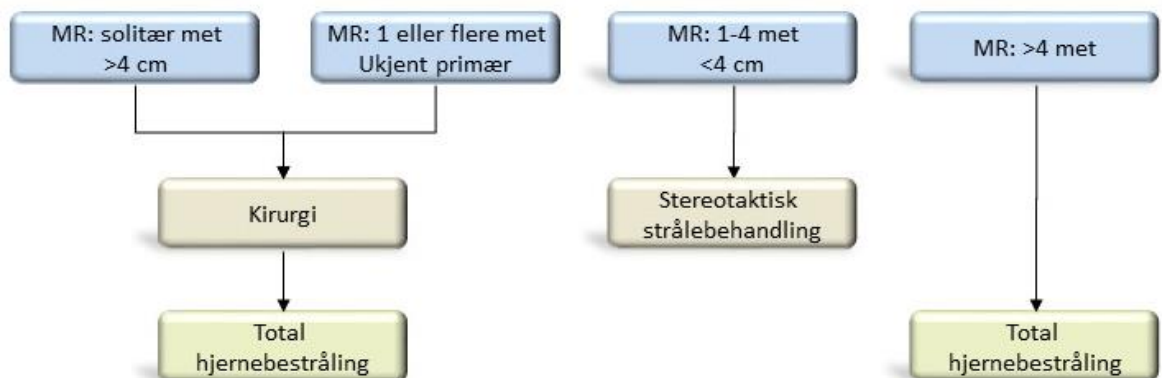 MR: solitær met
>4 cm
MR: 1 eller flere met
Ukjent primær
MR: 1-4 met
<4 cm
MR: >4 met
Kirurgi
Stereotaktisk
strålebehandling
Total
hjernebestråling
Total
hjernebestråling